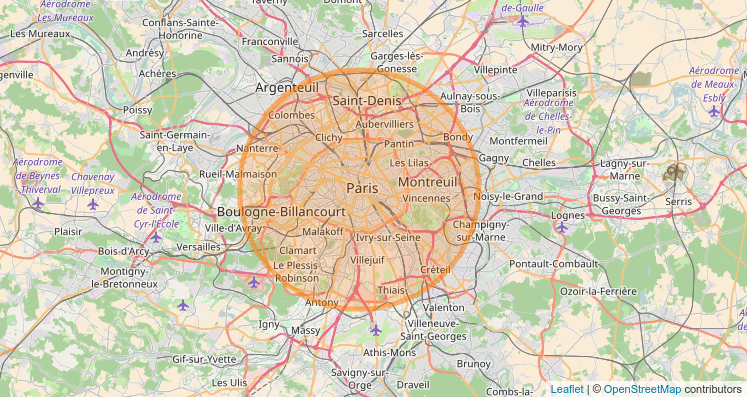 Aérodrome
Les Mureaux
Taverny
Domont
de-Gaulle
Les Mureaux
Conflans-Sainte-
Honorine
Franconville
Sarcelles
Mitry-Mory
Andrésy
Achères
Sannois
Garges-lès-
Gonesse
Villepinte
genville
Poissy
Argenteuil
Saint-Denis
Aulnay-sous-
Bois
Villeparisis
Aérodrome
de Meaux -
Esbly
Colombes
Aubervilliers
Aérodrome
de Chelles-
le-Pin
Saint-Germain-
en-Laye
Clichy
Pantin
Bondy
Montfermeil
Nanterre
Les Lilas
Gagny
Chelles
Lagny-sur-
Marne
Aérodrome
de Beynes
Thiverval
Chavenay
Villepreux
Rueil-Malmaison
Paris
Montreuil
Serris
Aérodrome
de Saint-
Cyr-l'École
Vincennes
Noisy-le-Grand
Bussy-Saint-
Georges
Boulogne-Billancourt
Lognes
Plaisir
Ville-d'Avray
Malakoff
Ivry-sur-Seine
Champigny-
sur-Marne
Bois-d'Arcy
Versailles
Clamart
Villejuif
Montigny-
le-Bretonneux
Le Plessis-
Robinson
Créteil
Pontault-Combault
Antony
Thiais
Ozoir-la-Ferrière
Valenton
Igny
Massy
Villeneuve-
Saint-Georges
Gif-sur-Yvette
Athis-Mons
Brunoy
Les Ulis
Savigny-sur-
Orge
Draveil
Combs-la-
Leaflet | © OpenStreetMap contributors